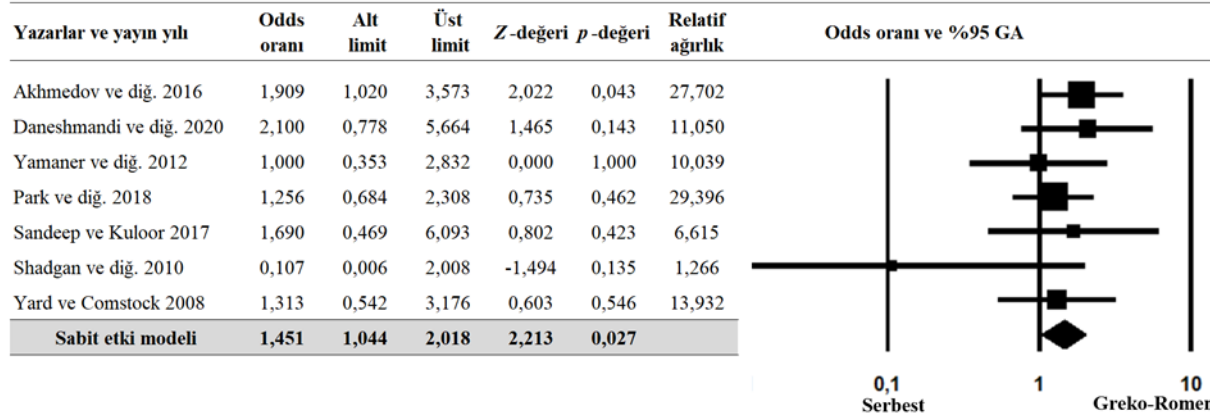 Yazarlar ve yayın yılı Odds oranı Alt limit Üst limit Z-değeri p-değeri Relatif ağırlık Odds oranı ve %95 GA
Akhmedov ve diğ. 2016 1,909 1,020 3,573 2,022 0,043 27,702
Daneshmandi ve diğ. 2020 2,100 0,778 5,664 1,465 0,143 11,050
Yamaner ve diğ. 2012 1,000 0,353 2,832 0,000 1,000 10,039
Park ve diğ. 2018 1,256 0,684 2,308 0,735 0,462 29,396
Sandeep ve Kuloor 2017 1,690 0,469 6,093 0,802 0,423 6,615
Shadgan ve diğ. 2010 0,107 0,006 2,008 -1,494 0,135 1,266
Yard ve Comstock 2008 1,313 0,542 3,176 0,603 0,546 13,932
Sabit etki modeli 1,451 1,044 2,018 2,213 0,027
0,1 1 10
Serbest Greko-Romen